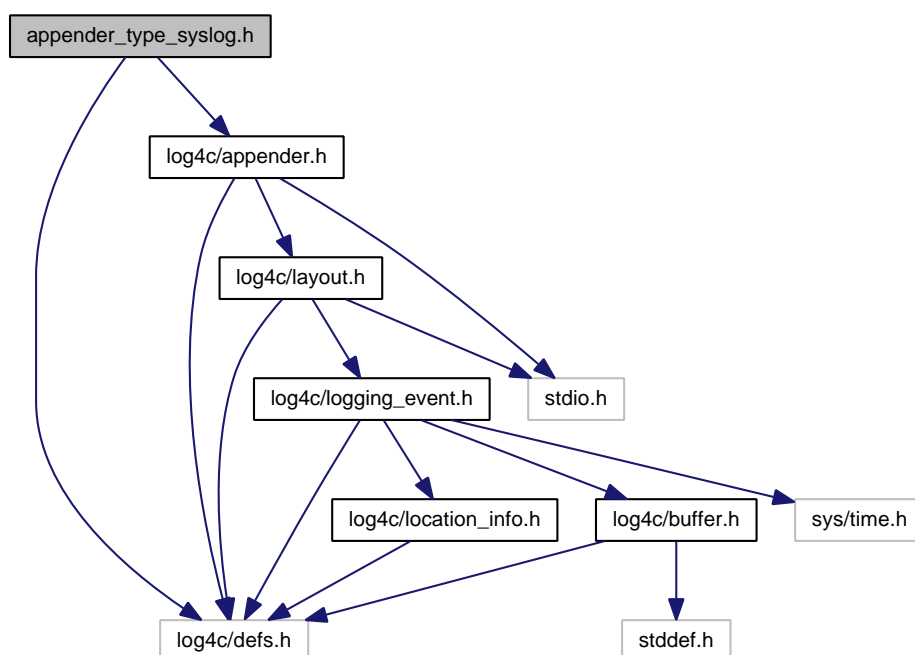 appender_type_syslog.h
log4c/appender.h
log4c/layout.h
log4c/logging_event.h
stdio.h
log4c/location_info.h
log4c/buffer.h
sys/time.h
log4c/defs.h
stddef.h